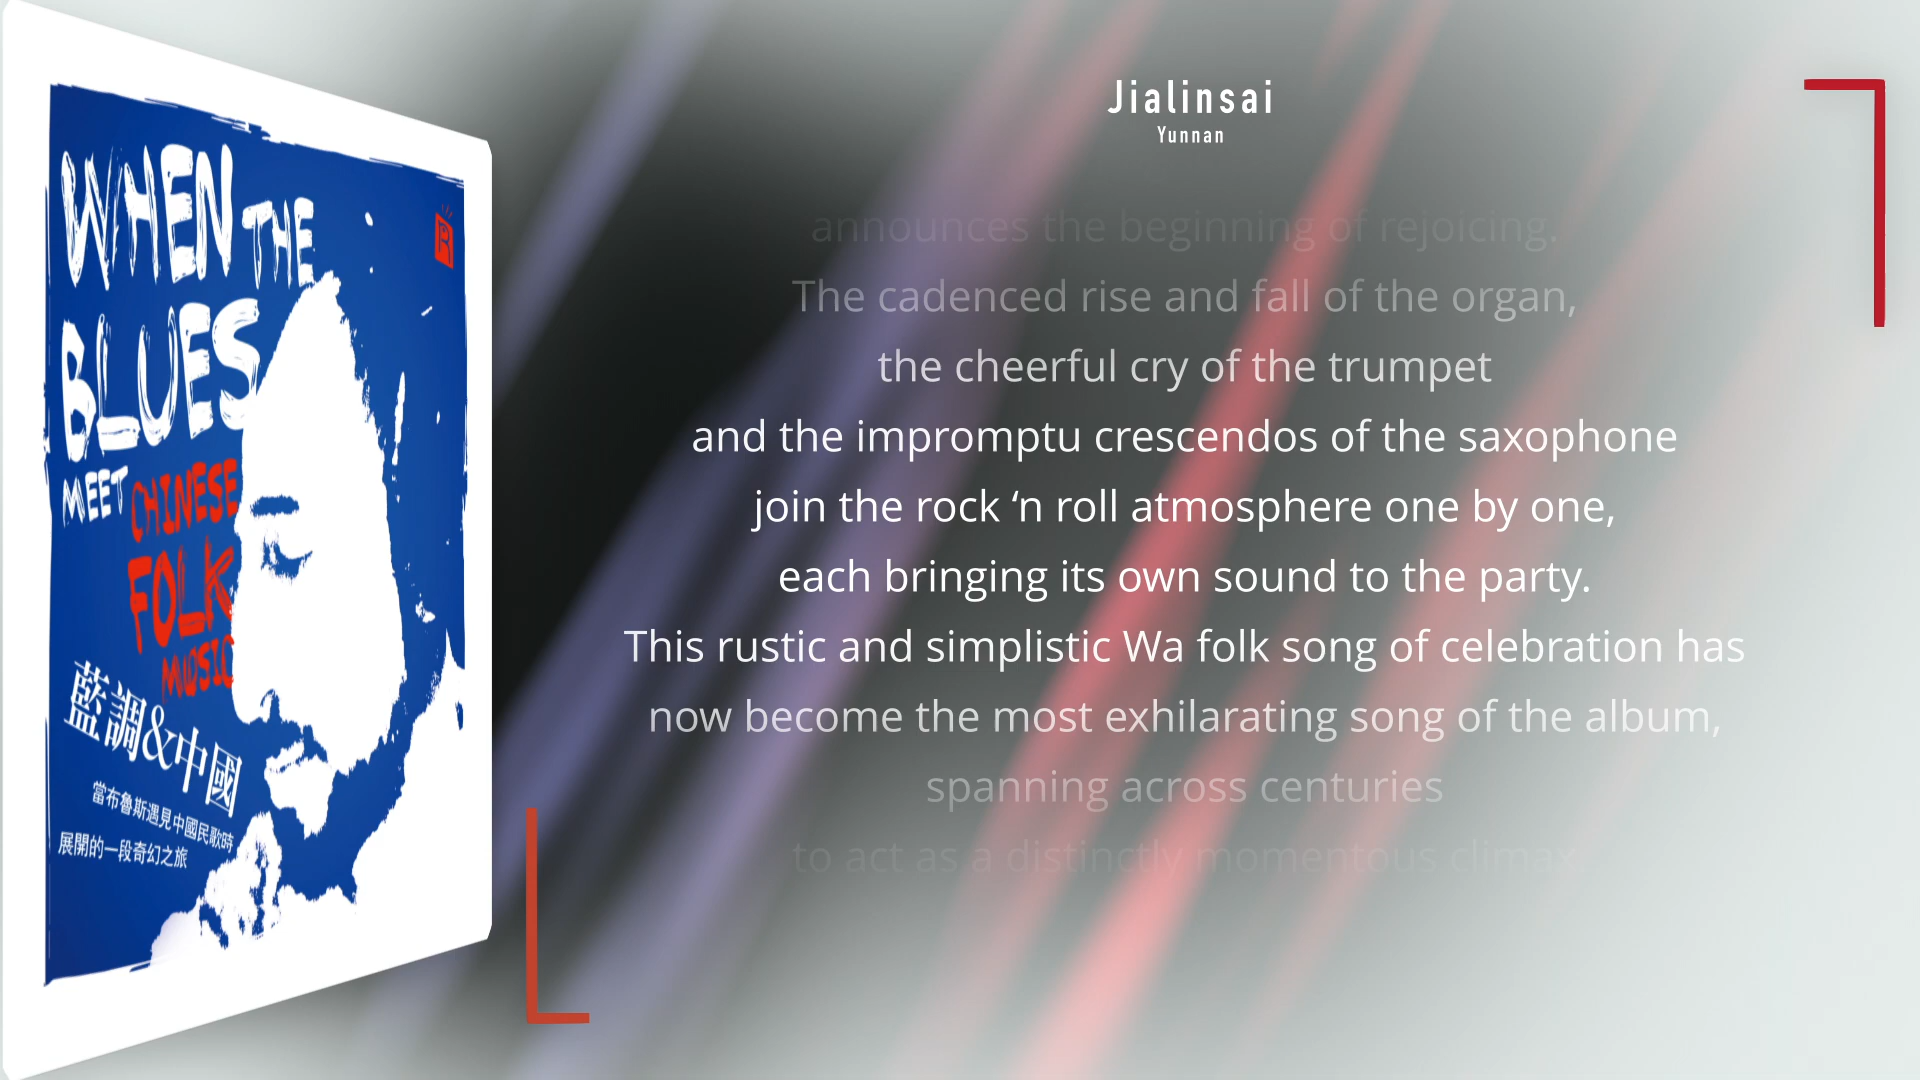 WHEN THE
BLUES
MEET CHINESE
FOLK
MUSIC
藍調&中國
當布魯斯遇見中國民歌時
展開的一段奇幻之旅
Jialinsai
Yunnan
announces the beginning of rejoicing.
The cadenced rise and fall of the organ,
the cheerful cry of the trumpet
and the impromptu crescendos of the saxophone
join the rock ‘n roll atmosphere one by one,
each bringing its own sound to the party.
This rustic and simplistic Wa folk song of celebration has
now become the most exhilarating song of the album,
spanning across centuries
to act as a distinctly momentous climax.